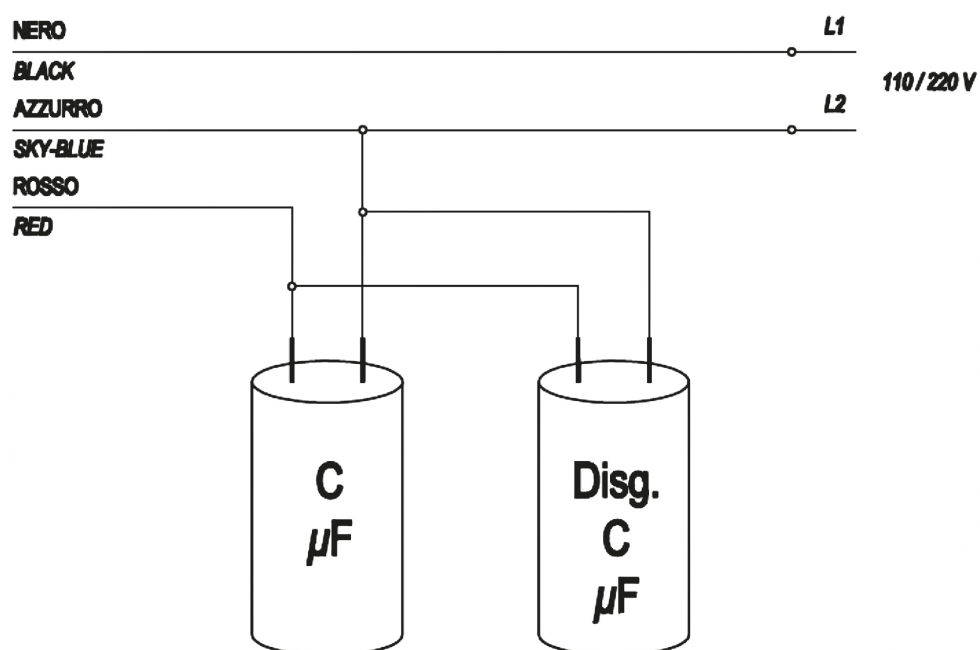 NERO
L1
BLACK
110 / 220 V
AZZURRO
L2
SKY-BLUE
ROSSO
RED
C
µF
Disg.
C
µF